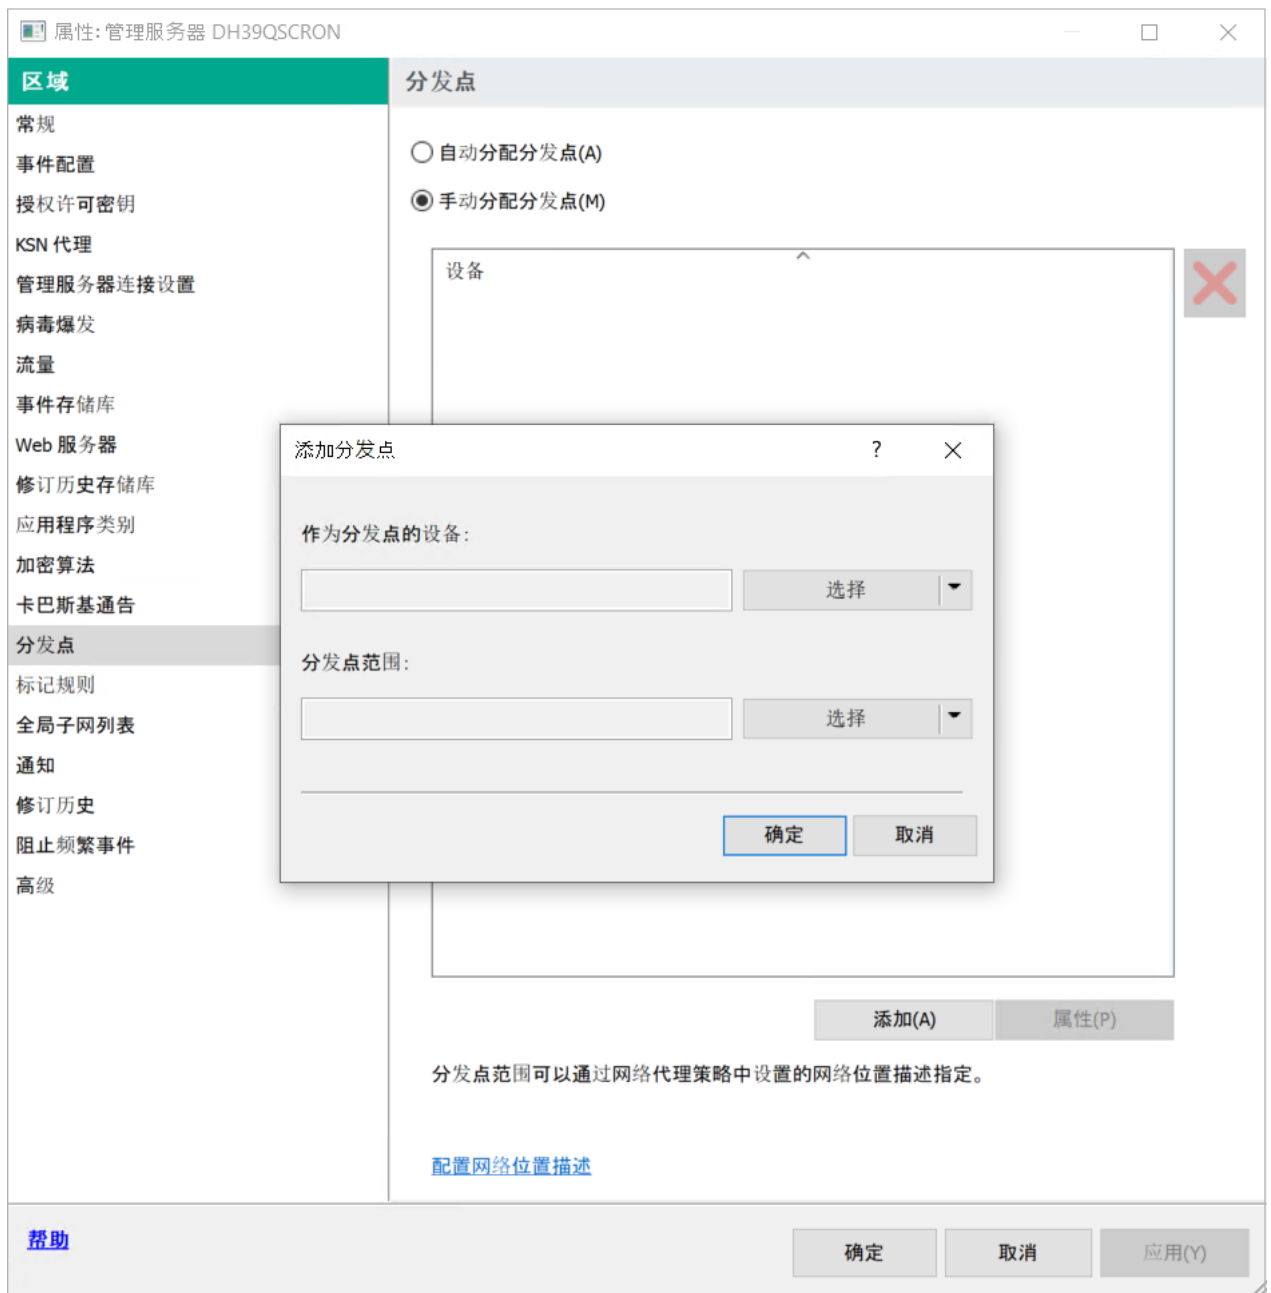 属性: 管理服务器 DH39QSCRON
区域
常规
事件配置
授权许可密钥
KSN 代理
管理服务器连接设置
病毒爆发
流量
事件存储库
Web 服务器
修订历史存储库
应用程序类别
加密算法
卡巴斯基通告
分发点
标记规则
全局子网列表
通知
修订历史
阻止频繁事件
高级
分发点
自动分配分发点(A)
手动分配分发点(M)
设备
添加分发点
?
作为分发点的设备:
选择
分发点范围:
选择
确定 取消
添加(A) 属性(P)
分发点范围可以通过网络代理策略中设置的网络位置描述指定。
配置网络位置描述
帮助
确定 取消 应用(Y)